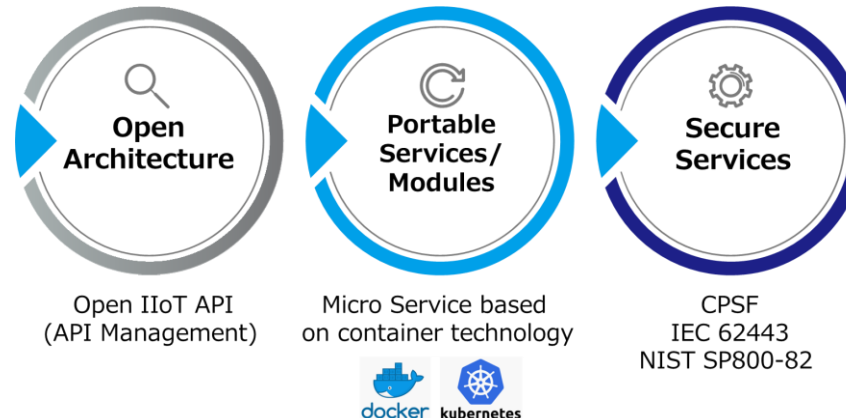 Open
Architecture
Open IIoT API
(API Management)
Portable
Services/
Modules
Micro Service based
on container technology
docker
kubernetes
Secure
Services
CPSF
IEC 62443
NIST SP800-82